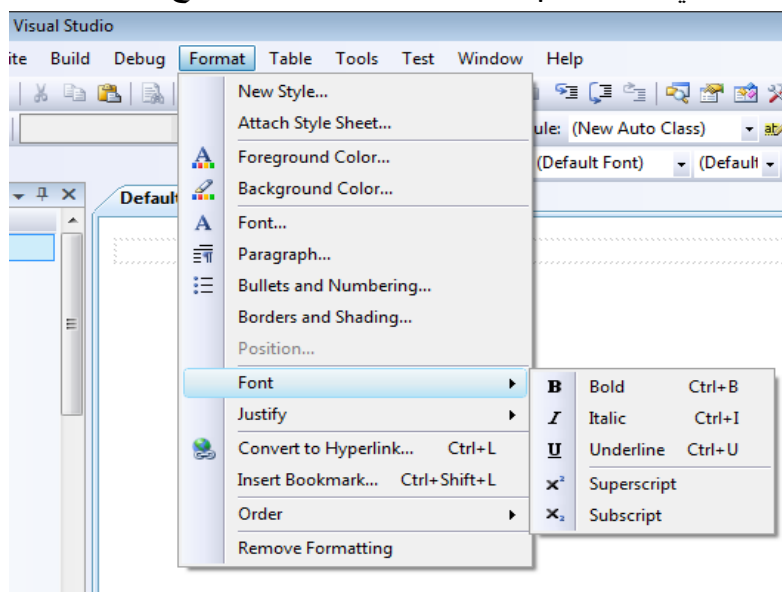 Visual Studio
ite Build Debug Format Table Tools Test Window Help
ule: (New Auto Class)
(Default Font) (Default
Default
New Style...
Attach Style Sheet...
Foreground Color...
Background Color...
Font...
Paragraph...
Bullets and Numbering...
Borders and Shading...
Position...
Font
Justify
Convert to Hyperlink... Ctrl+L
Insert Bookmark... Ctrl+Shift+L
Order
Remove Formatting
B Bold Ctrl+B
I Italic Ctrl+I
U Underline Ctrl+U
x² Superscript
x₂ Subscript